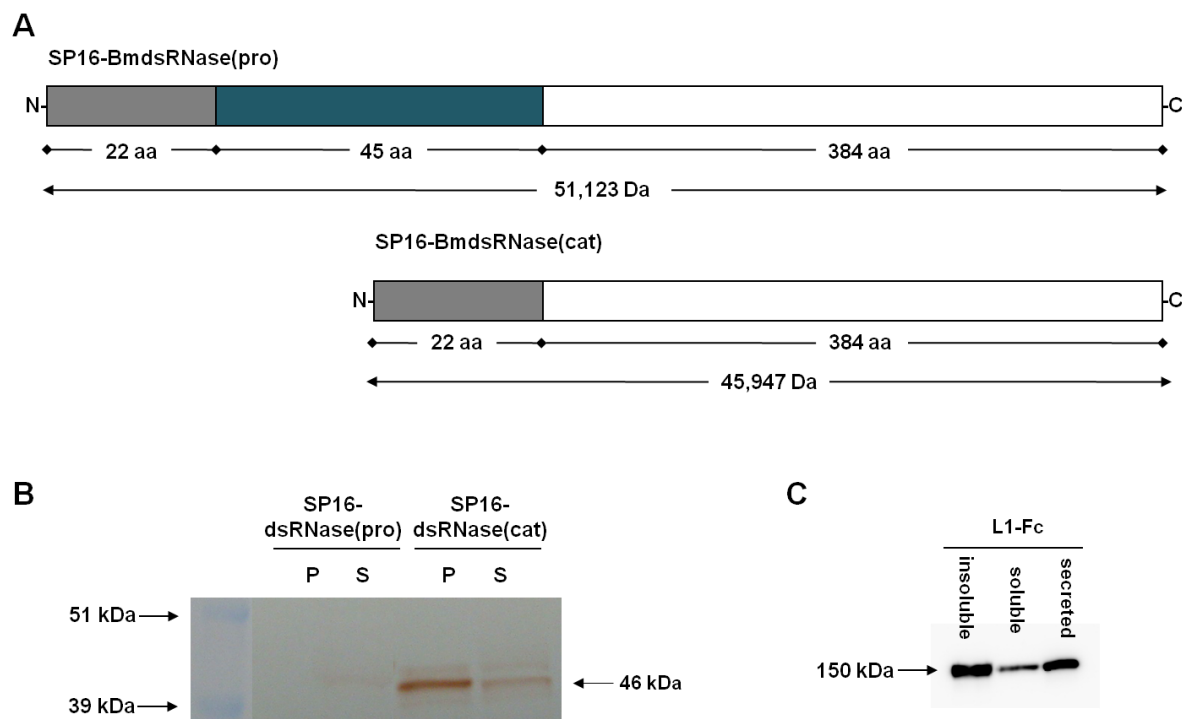 A
SP16-BmdsRNase(pro)
N
C
22 aa
45 aa
384 aa
51,123 Da
SP16-BmdsRNase(cat)
N
C
22 aa
384 aa
45,947 Da
B
SP16-
dsRNase(pro)
SP16-
dsRNase(cat)
P
S
P
S
51 kDa
39 kDa
46 kDa
C
L1-Fc
insoluble
soluble
secreted
150 kDa